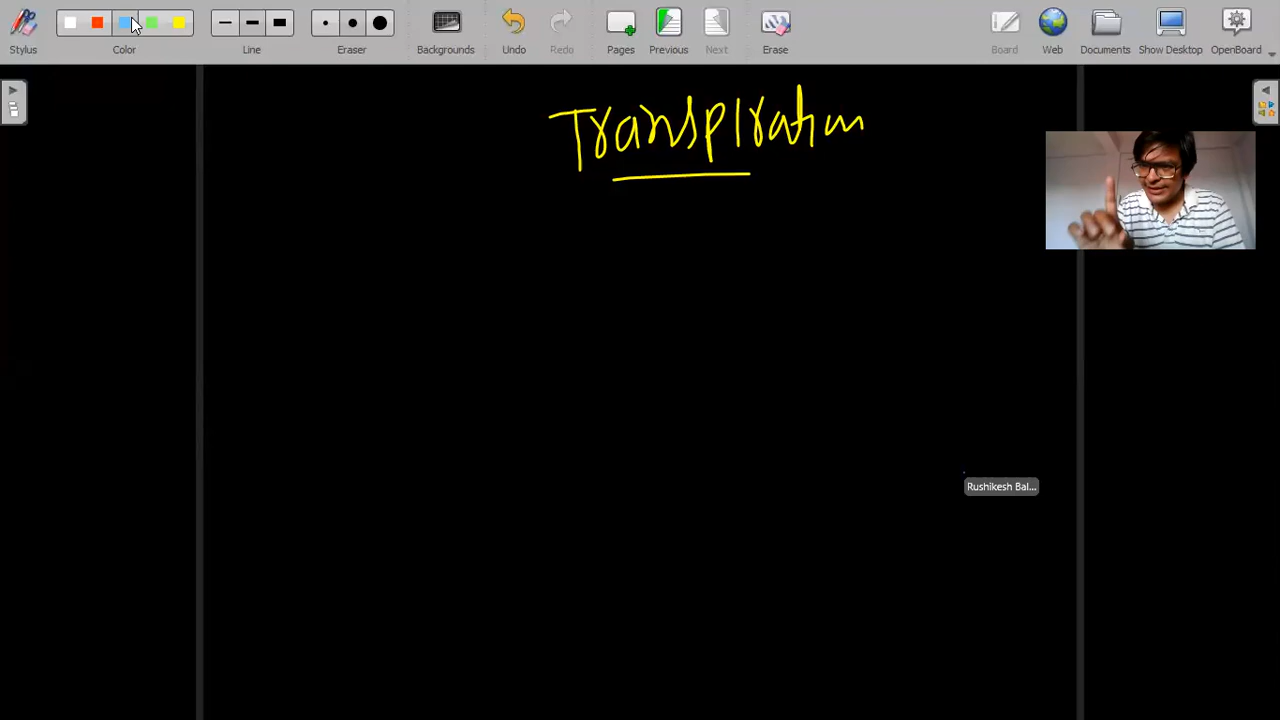 Stylus Color Line Eraser Backgrounds Undo Redo Pages Previous Next Erase Board Web Documents Show Desktop OpenBoard
Transpiration
Rushikesh Bal...